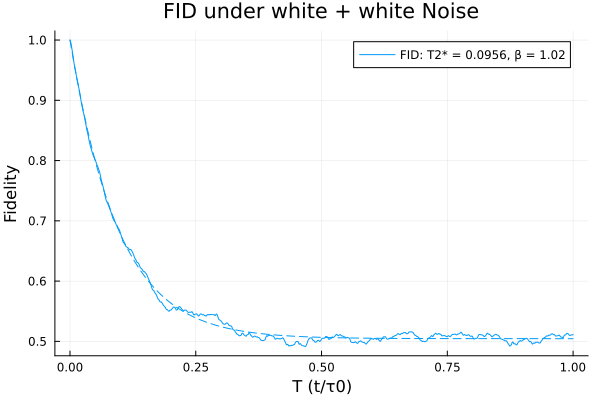 FID under white + white Noise
FID: T2* = 0.0956, β = 1.02
Fidelity
1.0
0.9
0.8
0.7
0.6
0.5
0.00 0.25 0.50 0.75 1.00
T (t/τ0)